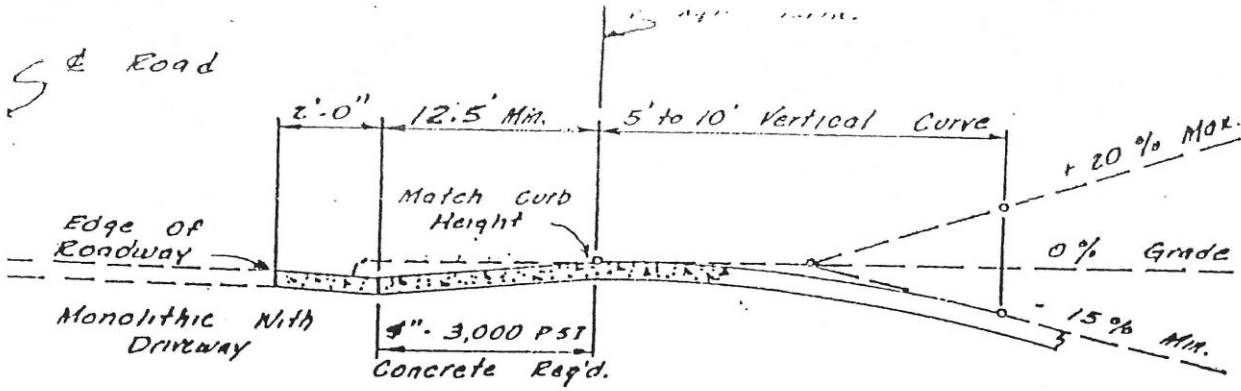 ℄ Road
2'-0"
12.5' Min.
5' to 10' Vertical Curve
+ 20 % Max.
Match Curb
Height
Edge of
Roadway
0% Grade
- 15% Min.
Monolithic With
Driveway
3,000 PSI
Concrete Req'd.